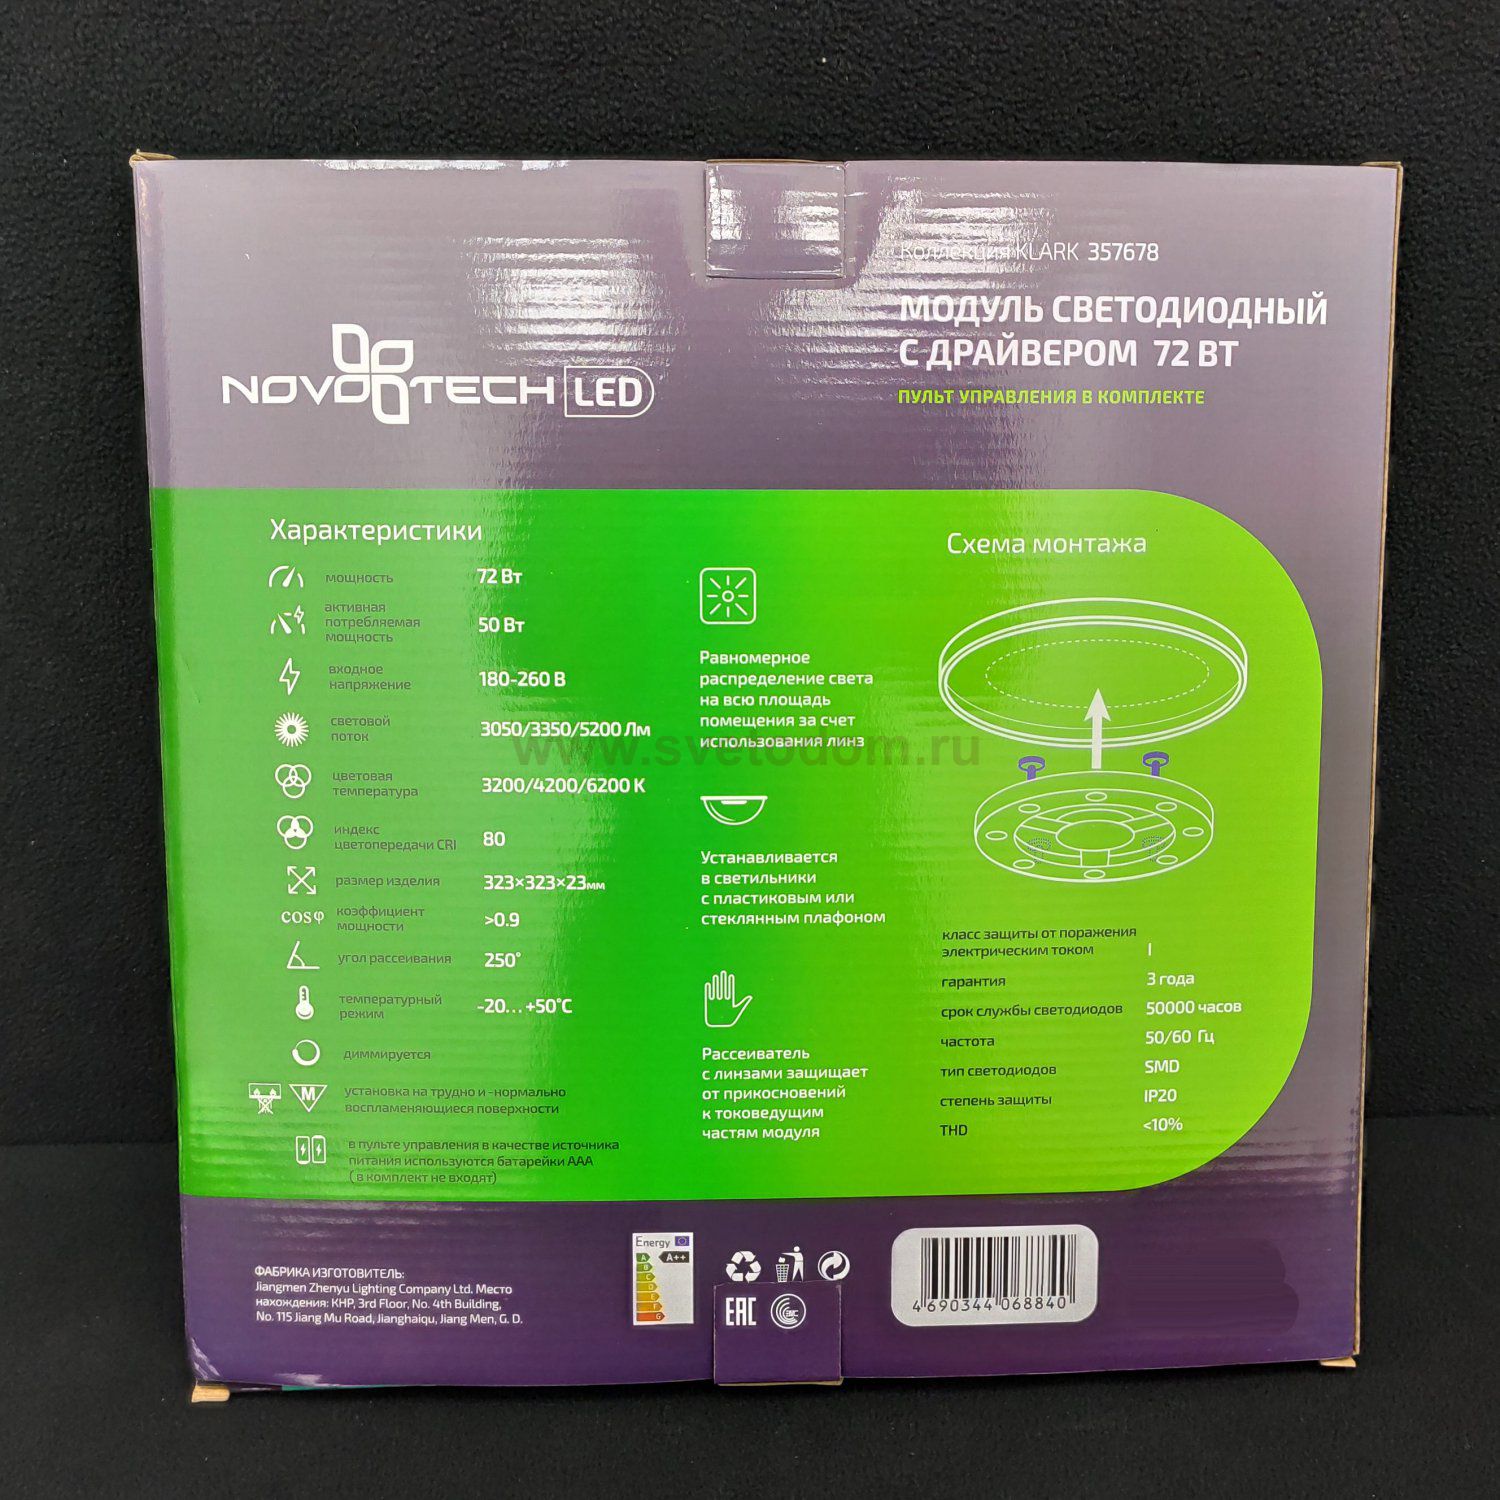 Коллекция KLARK 357678
МОДУЛЬ СВЕТОДИОДНЫЙ
С ДРАЙВЕРОМ 72 ВТ
ПУЛЬТ УПРАВЛЕНИЯ В КОМПЛЕКТЕ
NOVOTECH LED
Характеристики
мощность 72 Вт
активная
потребляемая
мощность
50 Вт
входное
напряжение
180-260 В
световой
поток
3050/3350/5200 Лм
цветовая
температура
3200/4200/6200 К
индекс
цветопередачи CRI
80
размер изделия 323×323×23мм
cosφ
коэффициент
мощности
>0.9
угол рассеивания 250°
температурный
режим
-20... +50°C
диммируется
M
установка на трудно и -нормально
воспламеняющиеся поверхности
в пульте управления в качестве источника
питания используются батарейки ААА
( в комплект не входят)
Равномерное
распределение света
на всю площадь
помещения за счет
использования линз
www.svetodom.ru
Устанавливается
в светильники
с пластиковым или
стеклянным плафоном
Рассеиватель
с линзами защищает
от прикосновений
к токоведущим
частям модуля
Схема монтажа
класс защиты от поражения
электрическим током I
гарантия 3 года
срок службы светодиодов 50000 часов
частота 50/60 Гц
тип светодиодов SMD
степень защиты IP20
THD <10%
ФАБРИКА ИЗГОТОВИТЕЛЬ:
Jiangmen Zhenyu Lighting Company Ltd. Место
нахождения: КНР, 3rd Floor, No. 4th Building,
No. 115 Jiang Mu Road, Jianghaiqu, Jiang Men, G. D.
Energy
A A++
B
C
D
E
F
G
EAC
4 690344 068840